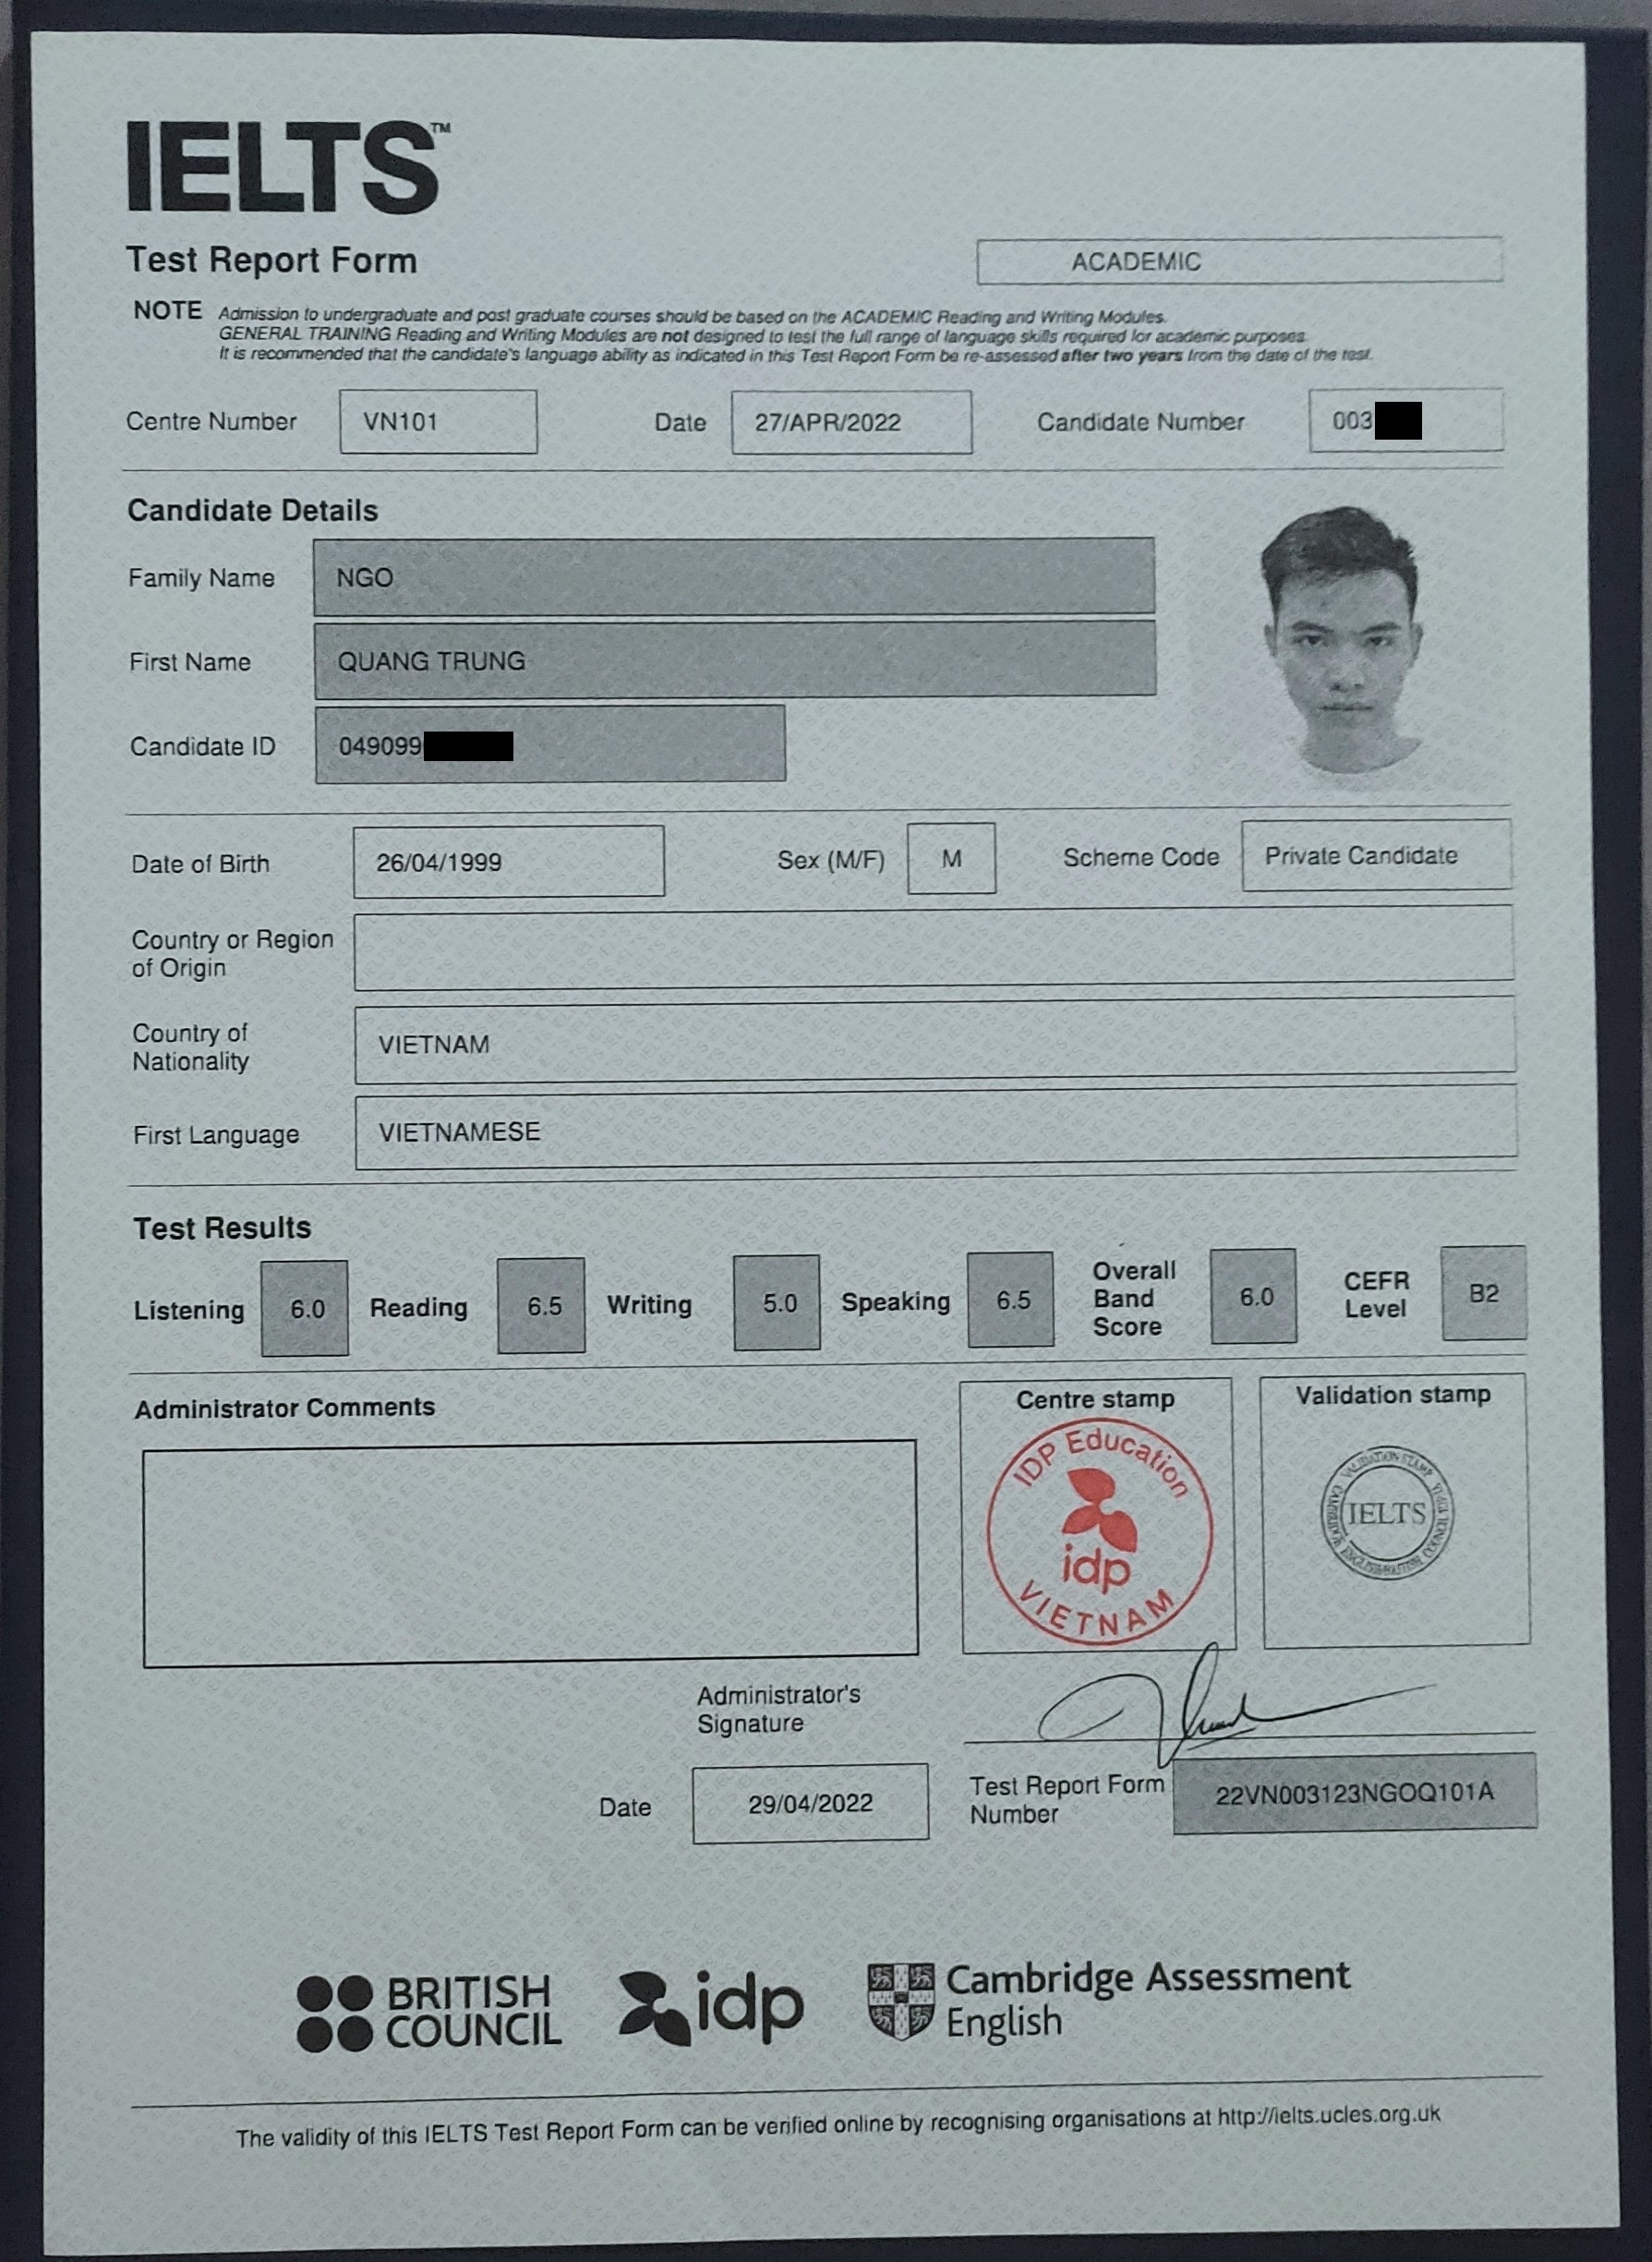 IELTS™
Test Report Form
ACADEMIC
NOTE Admission to undergraduate and post graduate courses should be based on the ACADEMIC Reading and Writing Modules.
GENERAL TRAINING Reading and Writing Modules are not designed to test the full range of language skills required for academic purposes.
It is recommended that the candidate's language ability as indicated in this Test Report Form be re-assessed after two years from the date of the test.
Centre Number VN101 Date 27/APR/2022 Candidate Number 003
Candidate Details
Family Name NGO
First Name QUANG TRUNG
Candidate ID 049099
Date of Birth 26/04/1999 Sex (M/F) M Scheme Code Private Candidate
Country or Region
of Origin
Country of
Nationality
VIETNAM
First Language VIETNAMESE
Test Results
Listening 6.0 Reading 6.5 Writing 5.0 Speaking 6.5
Overall
Band
Score
6.0
CEFR
Level
B2
Administrator Comments
Centre stamp
IDP Education
idp
VIETNAM
Validation stamp
VALIDATION STAMP
IELTS
Administrator's
Signature
Date 29/04/2022
Test Report Form
Number
22VN003123NGOQ101A
BRITISH
COUNCIL
idp
Cambridge Assessment
English
The validity of this IELTS Test Report Form can be verified online by recognising organisations at http://ielts.ucles.org.uk